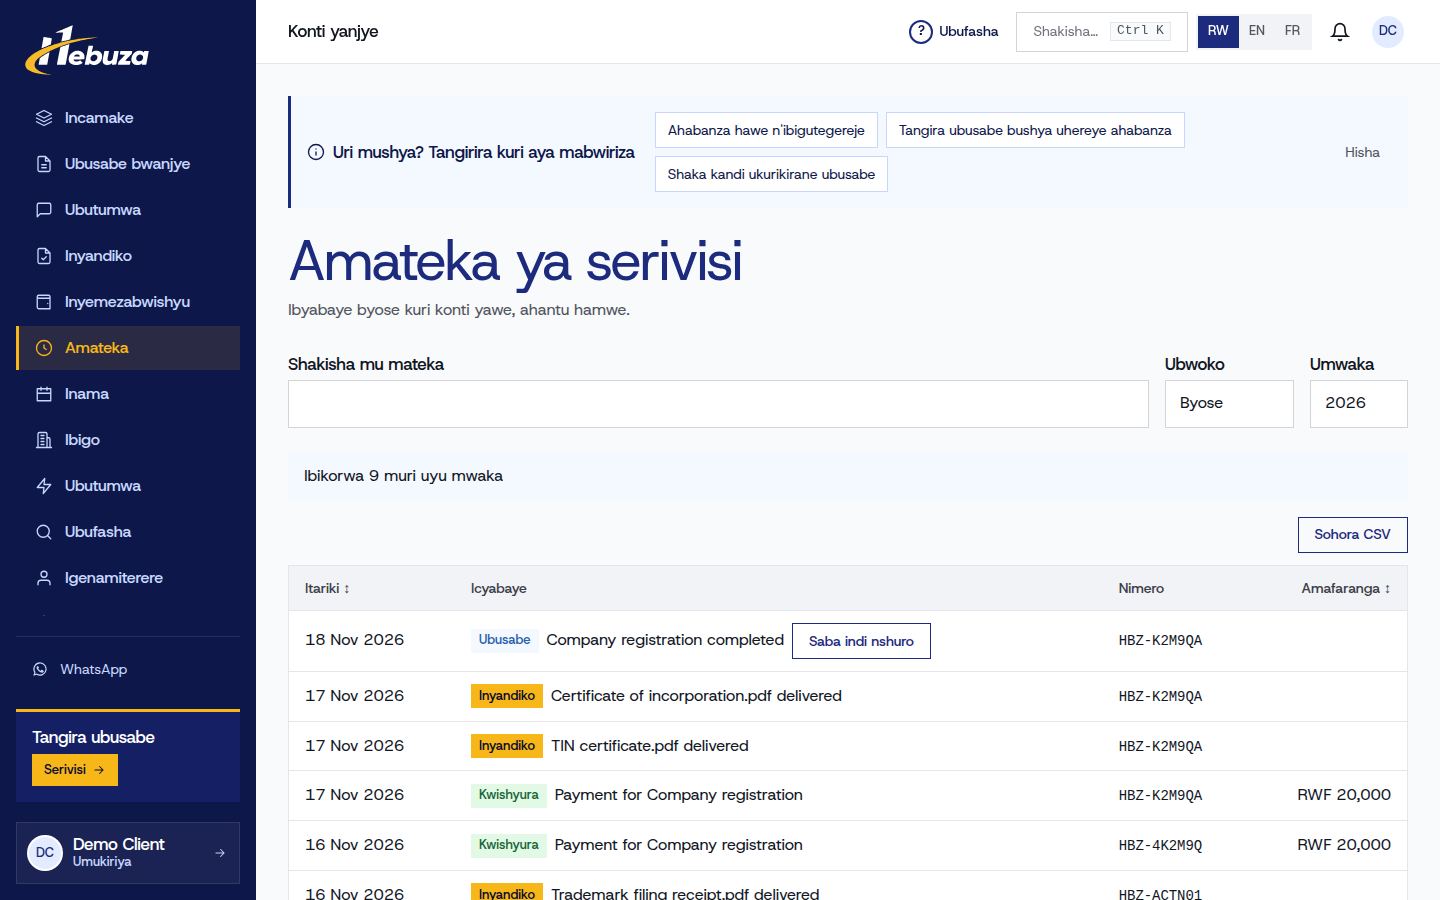 Hebuza
Incamake
Ubusabe bwanjye
Ubutumwa
Inyandiko
Inyemezabwishyu
Amateka
Inama
Ibigo
Ubutumwa
Ubufasha
Igenamiterere
WhatsApp
Tangira ubusabe
Serivisi →
DC
Demo Client
Umukiriya
→
Konti yanjye
? Ubufasha
Shakisha… Ctrl K
RW EN FR
DC
Uri mushya? Tangirira kuri aya mabwiriza
Ahabanza hawe n'ibigutegereje
Tangira ubusabe bushya uhereye ahabanza
Shaka kandi ukurikirane ubusabe
Hisha
Amateka ya serivisi
Ibyabaye byose kuri konti yawe, ahantu hamwe.
Shakisha mu mateka
Ubwoko
Byose
Umwaka
2026
Ibikorwa 9 muri uyu mwaka
Sohora CSV
Itariki ↕ Icyabaye Nimero Amafaranga ↕
18 Nov 2026 Ubusabe Company registration completed Saba indi nshuro HBZ-K2M9QA
17 Nov 2026 Inyandiko Certificate of incorporation.pdf delivered HBZ-K2M9QA
17 Nov 2026 Inyandiko TIN certificate.pdf delivered HBZ-K2M9QA
17 Nov 2026 Kwishyura Payment for Company registration HBZ-K2M9QA RWF 20,000
16 Nov 2026 Kwishyura Payment for Company registration HBZ-4K2M9Q RWF 20,000
16 Nov 2026 Inyandiko Trademark filing receipt.pdf delivered HBZ-ACTN01